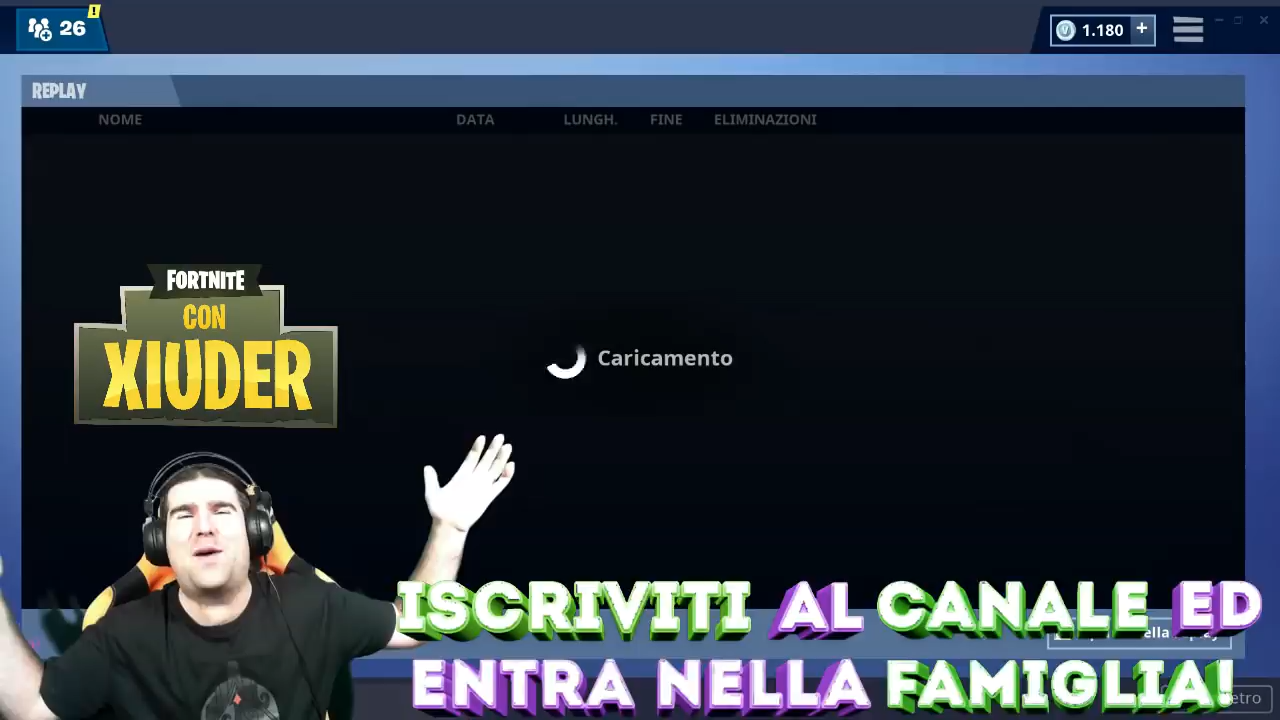 26
!
1.180 +
REPLAY
NOME DATA LUNGH. FINE ELIMINAZIONI
FORTNITE
CON
XIUDER
Caricamento
ISCRIVITI AL CANALE ED
ENTRA NELLA FAMIGLIA!